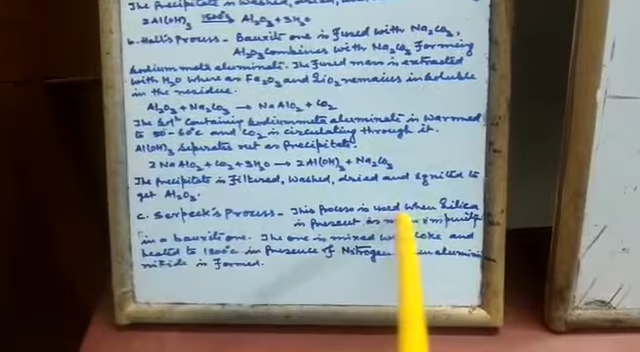 The Precipitate is Washed, dried,
2Al(OH)3 1500°C Al2O3 + 3H2O
b. Hall's Process - Bauxite ore is fused with Na2CO3,
Al2O3 combines with Na2CO3 forming
sodium meta aluminate. The fused mass is extracted
with H2O where as Fe2O3 and SiO2 remains insoluble
in the residue.
Al2O3 + Na2CO3 → NaAlO2 + CO2
The Solⁿ containing sodium meta aluminate is warmed
to 50-60°c and CO2 is circulating through it.
Al(OH)3 seperates out as Precipitate.
2NaAlO2 + CO2 + 3H2O → 2Al(OH)3 + Na2CO3
The Precipitate is Filtured, Washed, dried and ignited to
get Al2O3.
c. Serpeck's Process - This Process is used when Silica
is Present as impurity
in a bauxite ore. The ore is mixed coke and
heated to 1800°c in Presence of Nitrogen
nitride is Formed.